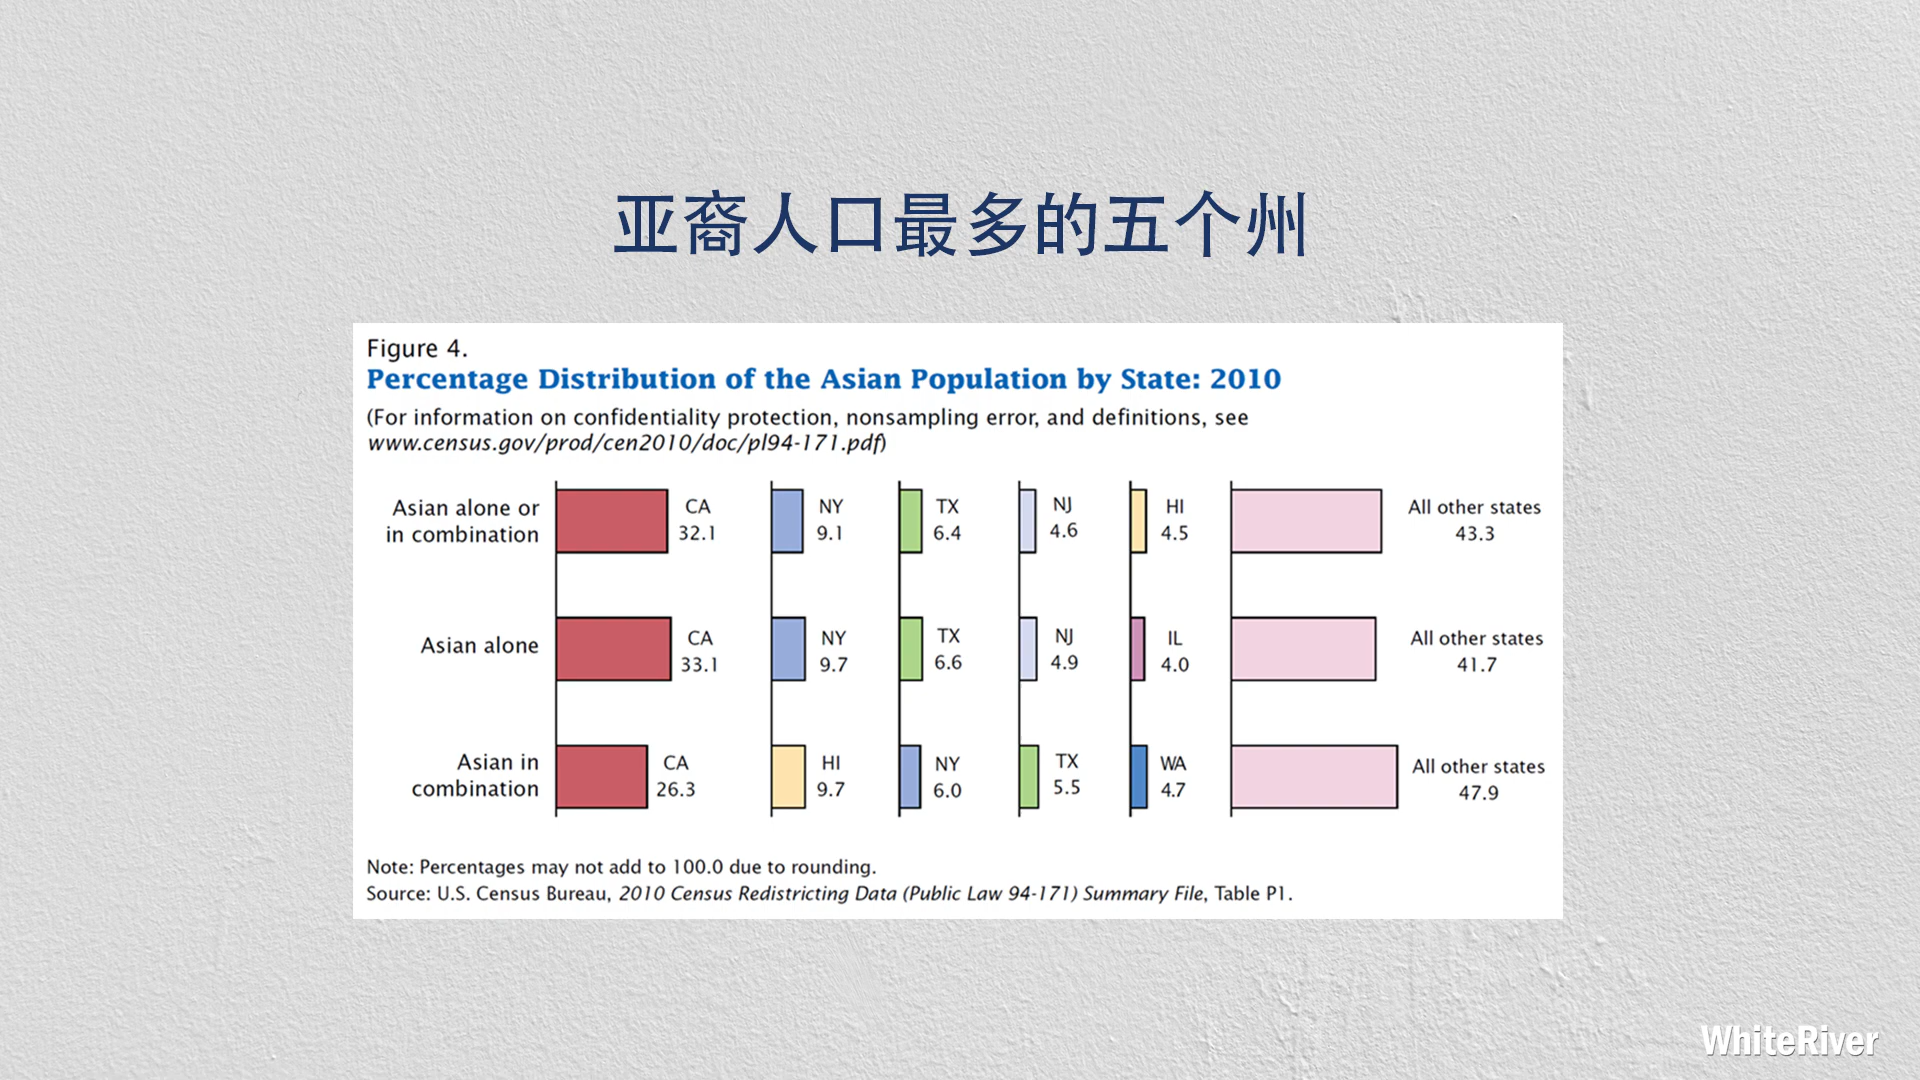 亚裔人口最多的五个州
Figure 4.
Percentage Distribution of the Asian Population by State: 2010
(For information on confidentiality protection, nonsampling error, and definitions, see
www.census.gov/prod/cen2010/doc/pl94-171.pdf)
Asian alone or
in combination
CA
32.1
NY
9.1
TX
6.4
NJ
4.6
HI
4.5
All other states
43.3
Asian alone
CA
33.1
NY
9.7
TX
6.6
NJ
4.9
IL
4.0
All other states
41.7
Asian in
combination
CA
26.3
HI
9.7
NY
6.0
TX
5.5
WA
4.7
All other states
47.9
Note: Percentages may not add to 100.0 due to rounding.
Source: U.S. Census Bureau, 2010 Census Redistricting Data (Public Law 94-171) Summary File, Table P1.
WhiteRiver